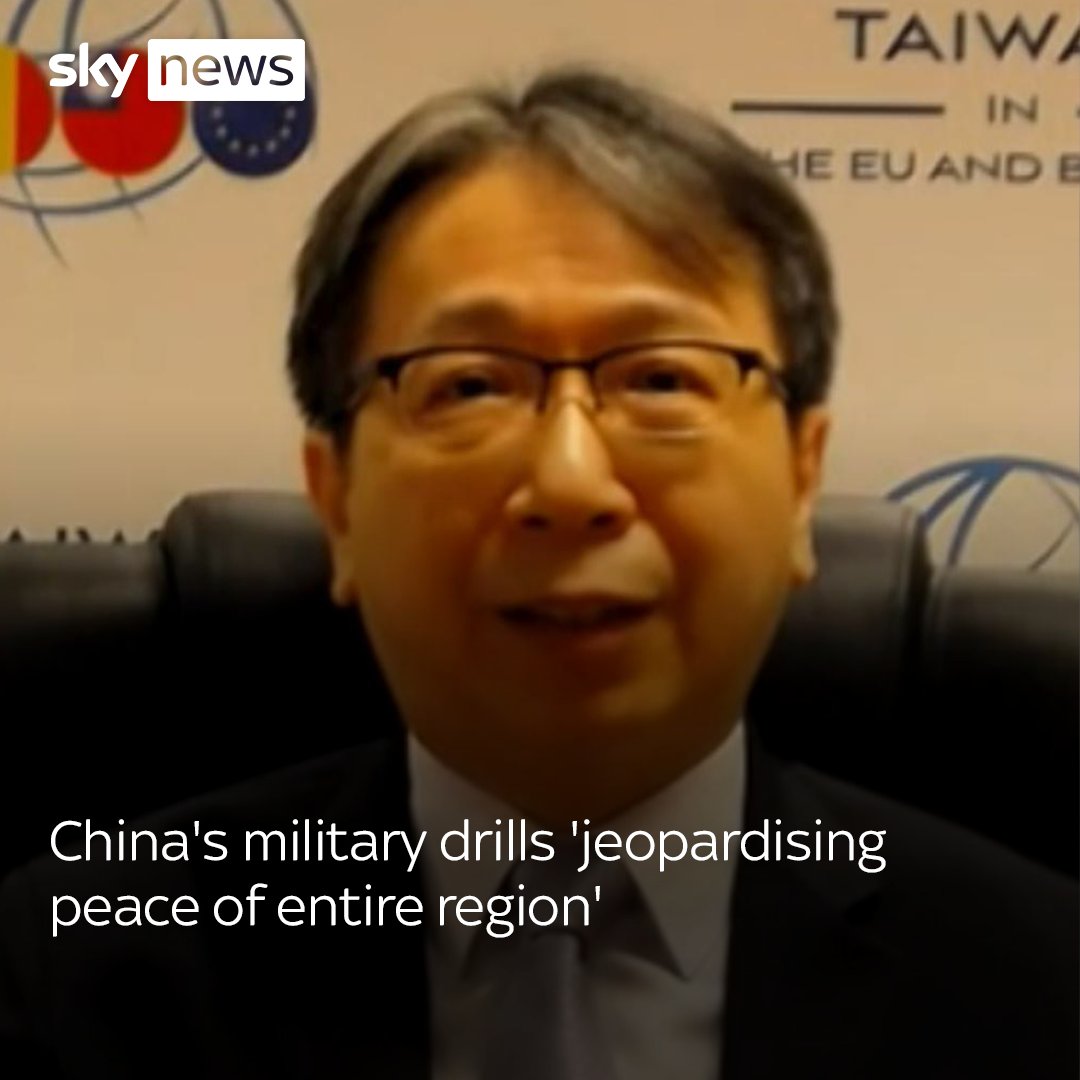 sky news
TAIWA
IN
HE EU AND
China's military drills 'jeopardising
peace of entire region'